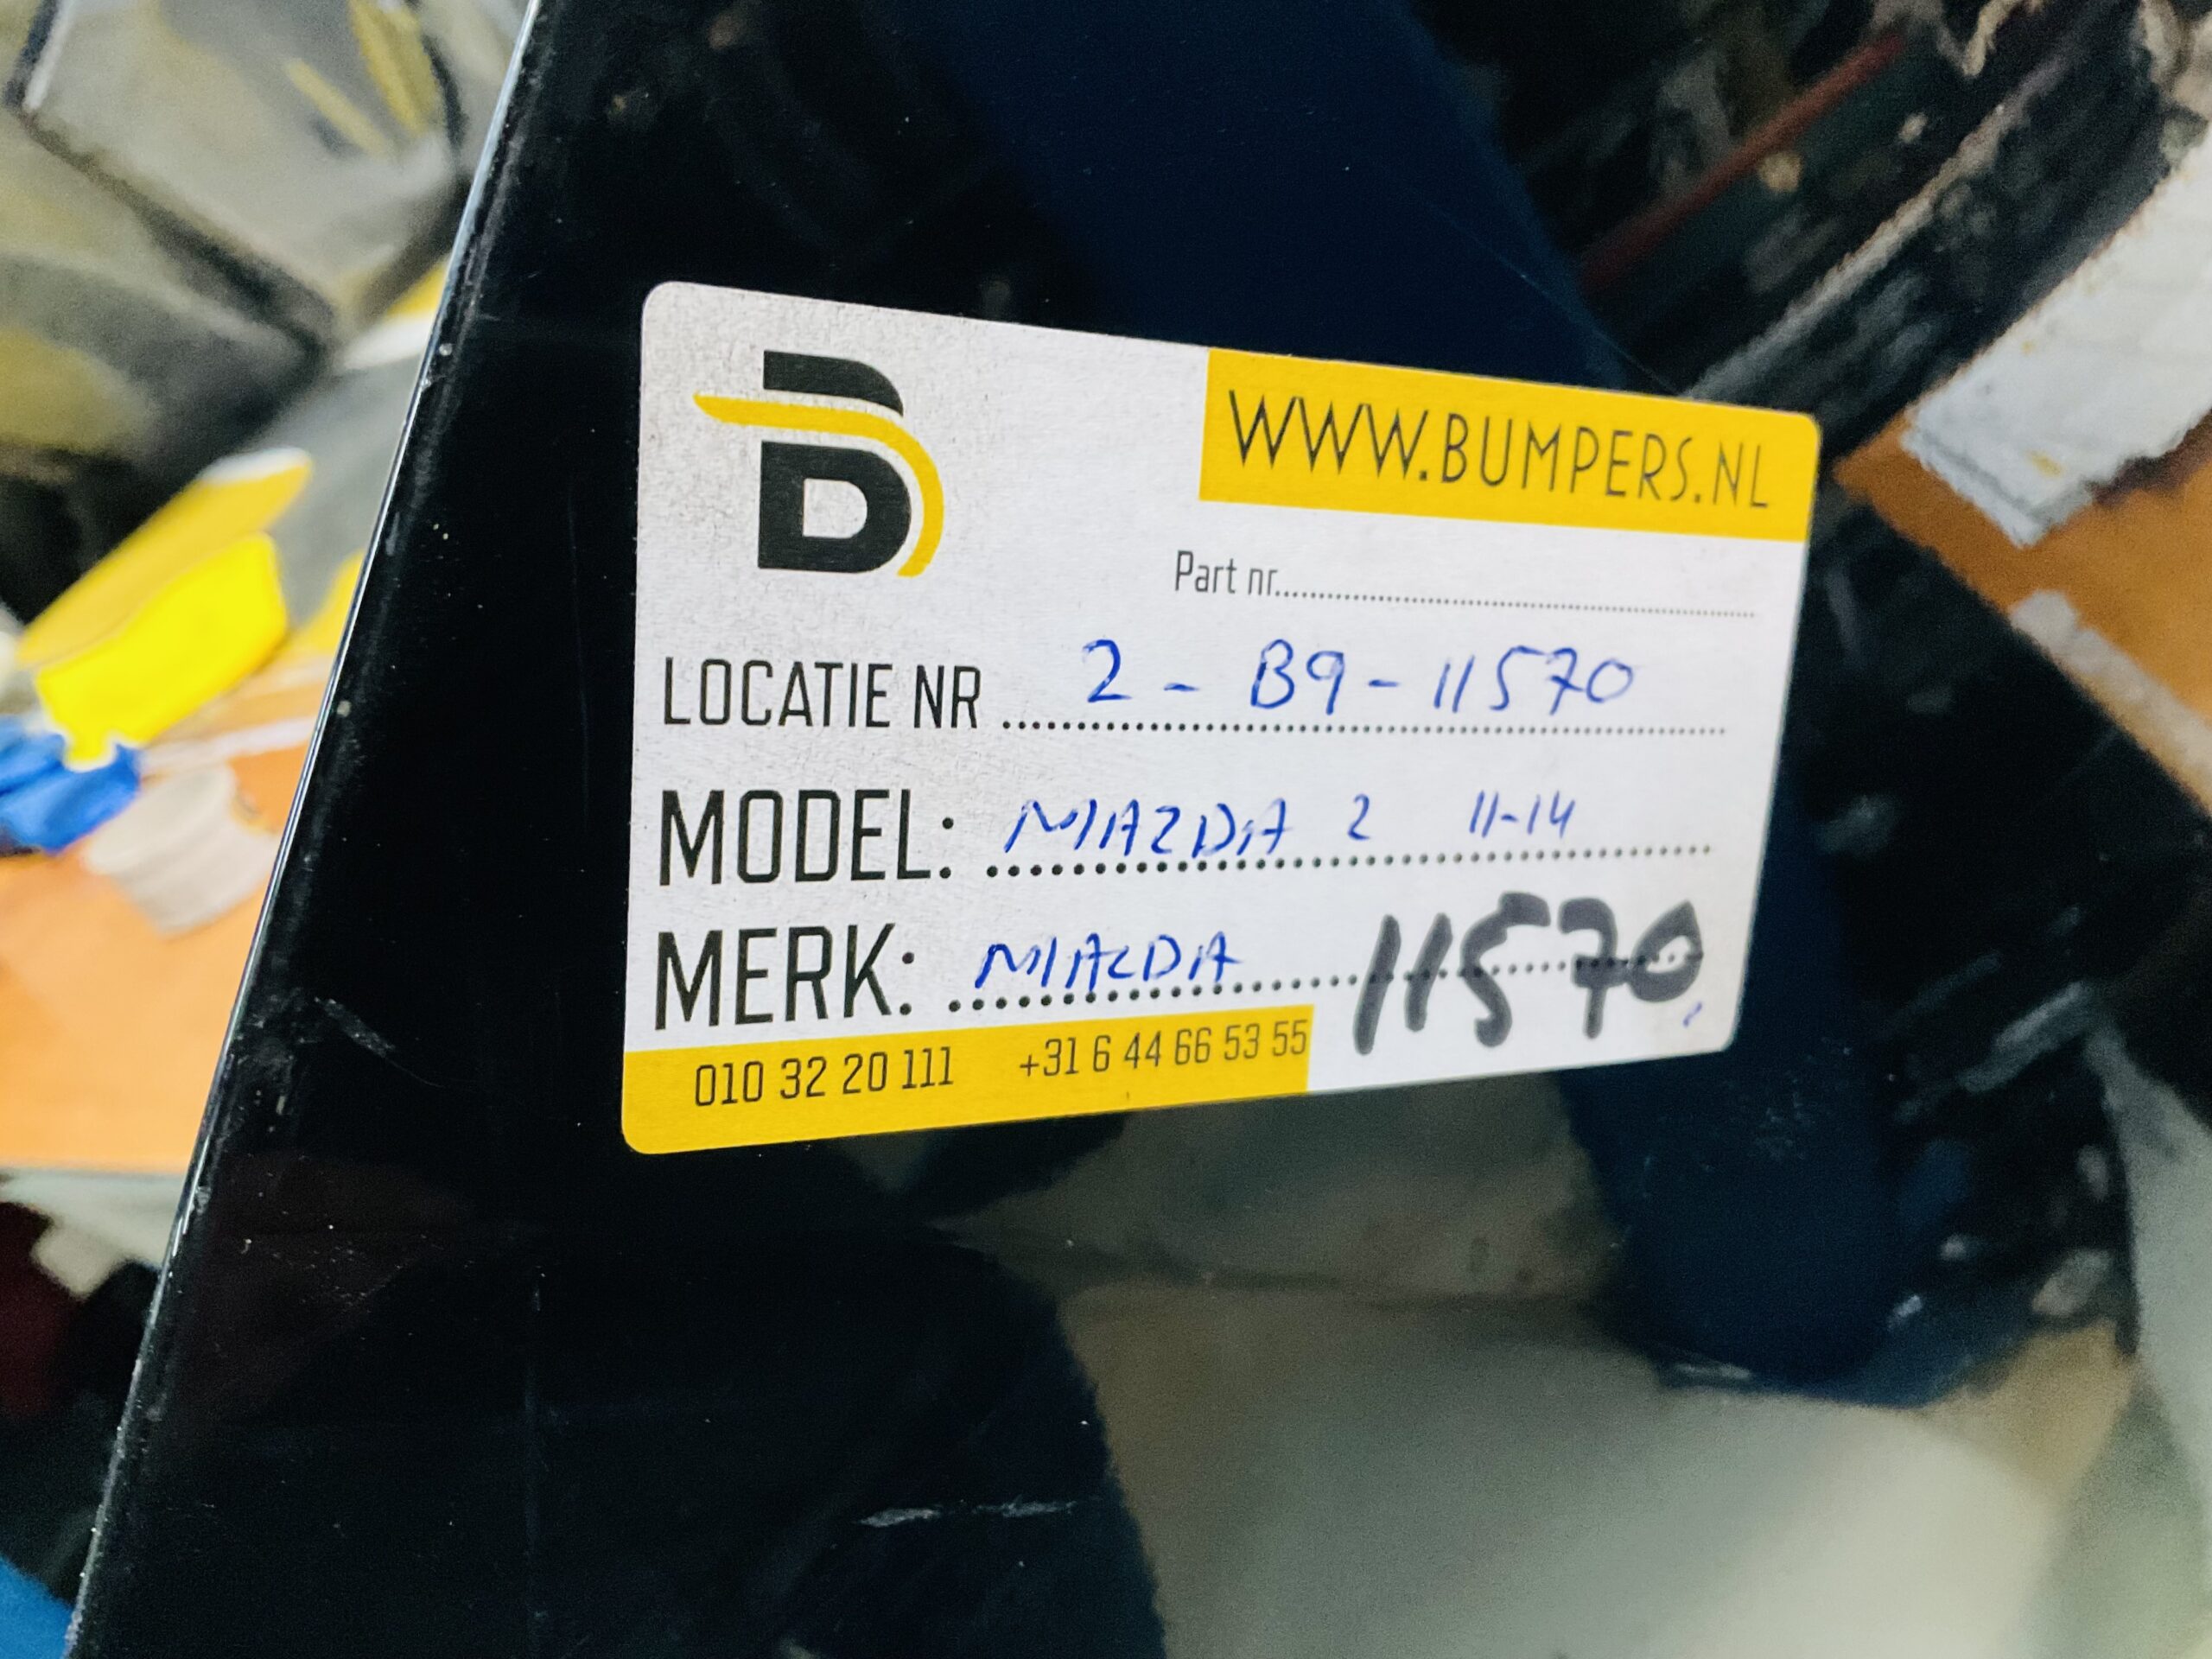 B
WWW.BUMPERS.NL
Part nr..........
LOCATIE NR .......... 2 - B9 - 11570
MODEL: .......... MAZDA 2 11-14
MERK: .......... MAZDA 11570
010 32 20 111 +31 6 44 66 53 55